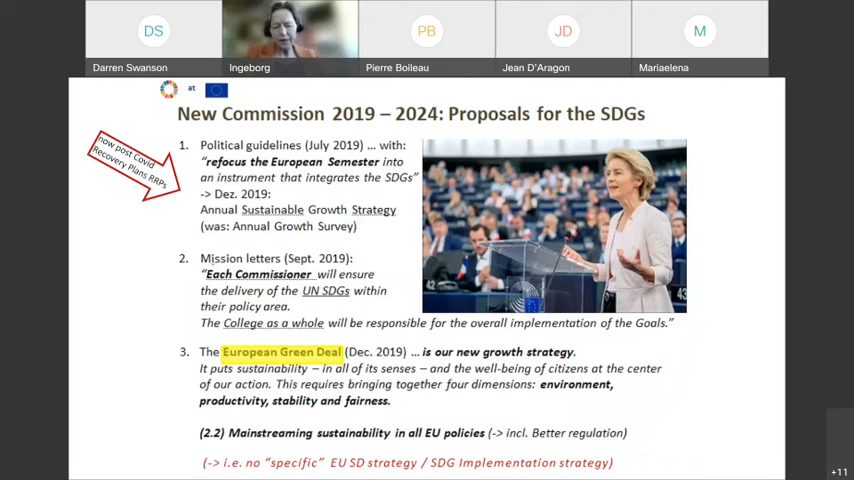 DS
PB
JD
M
Darren Swanson
Ingeborg
Pierre Boileau
Jean D'Aragon
Mariaelena
at
New Commission 2019 – 2024: Proposals for the SDGs
now post Covid
Recovery Plans RRPs
1. Political guidelines (July 2019) ... with:
“refocus the European Semester into
an instrument that integrates the SDGs”
-> Dez. 2019:
Annual Sustainable Growth Strategy
(was: Annual Growth Survey)
2. Mission letters (Sept. 2019):
“Each Commissioner will ensure
the delivery of the UN SDGs within
their policy area.
The College as a whole will be responsible for the overall implementation of the Goals.”
3. The European Green Deal (Dec. 2019) ... is our new growth strategy.
It puts sustainability – in all of its senses – and the well-being of citizens at the center
of our action. This requires bringing together four dimensions: environment,
productivity, stability and fairness.
(2.2) Mainstreaming sustainability in all EU policies (-> incl. Better regulation)
(-> i.e. no “specific” EU SD strategy / SDG Implementation strategy)
+11